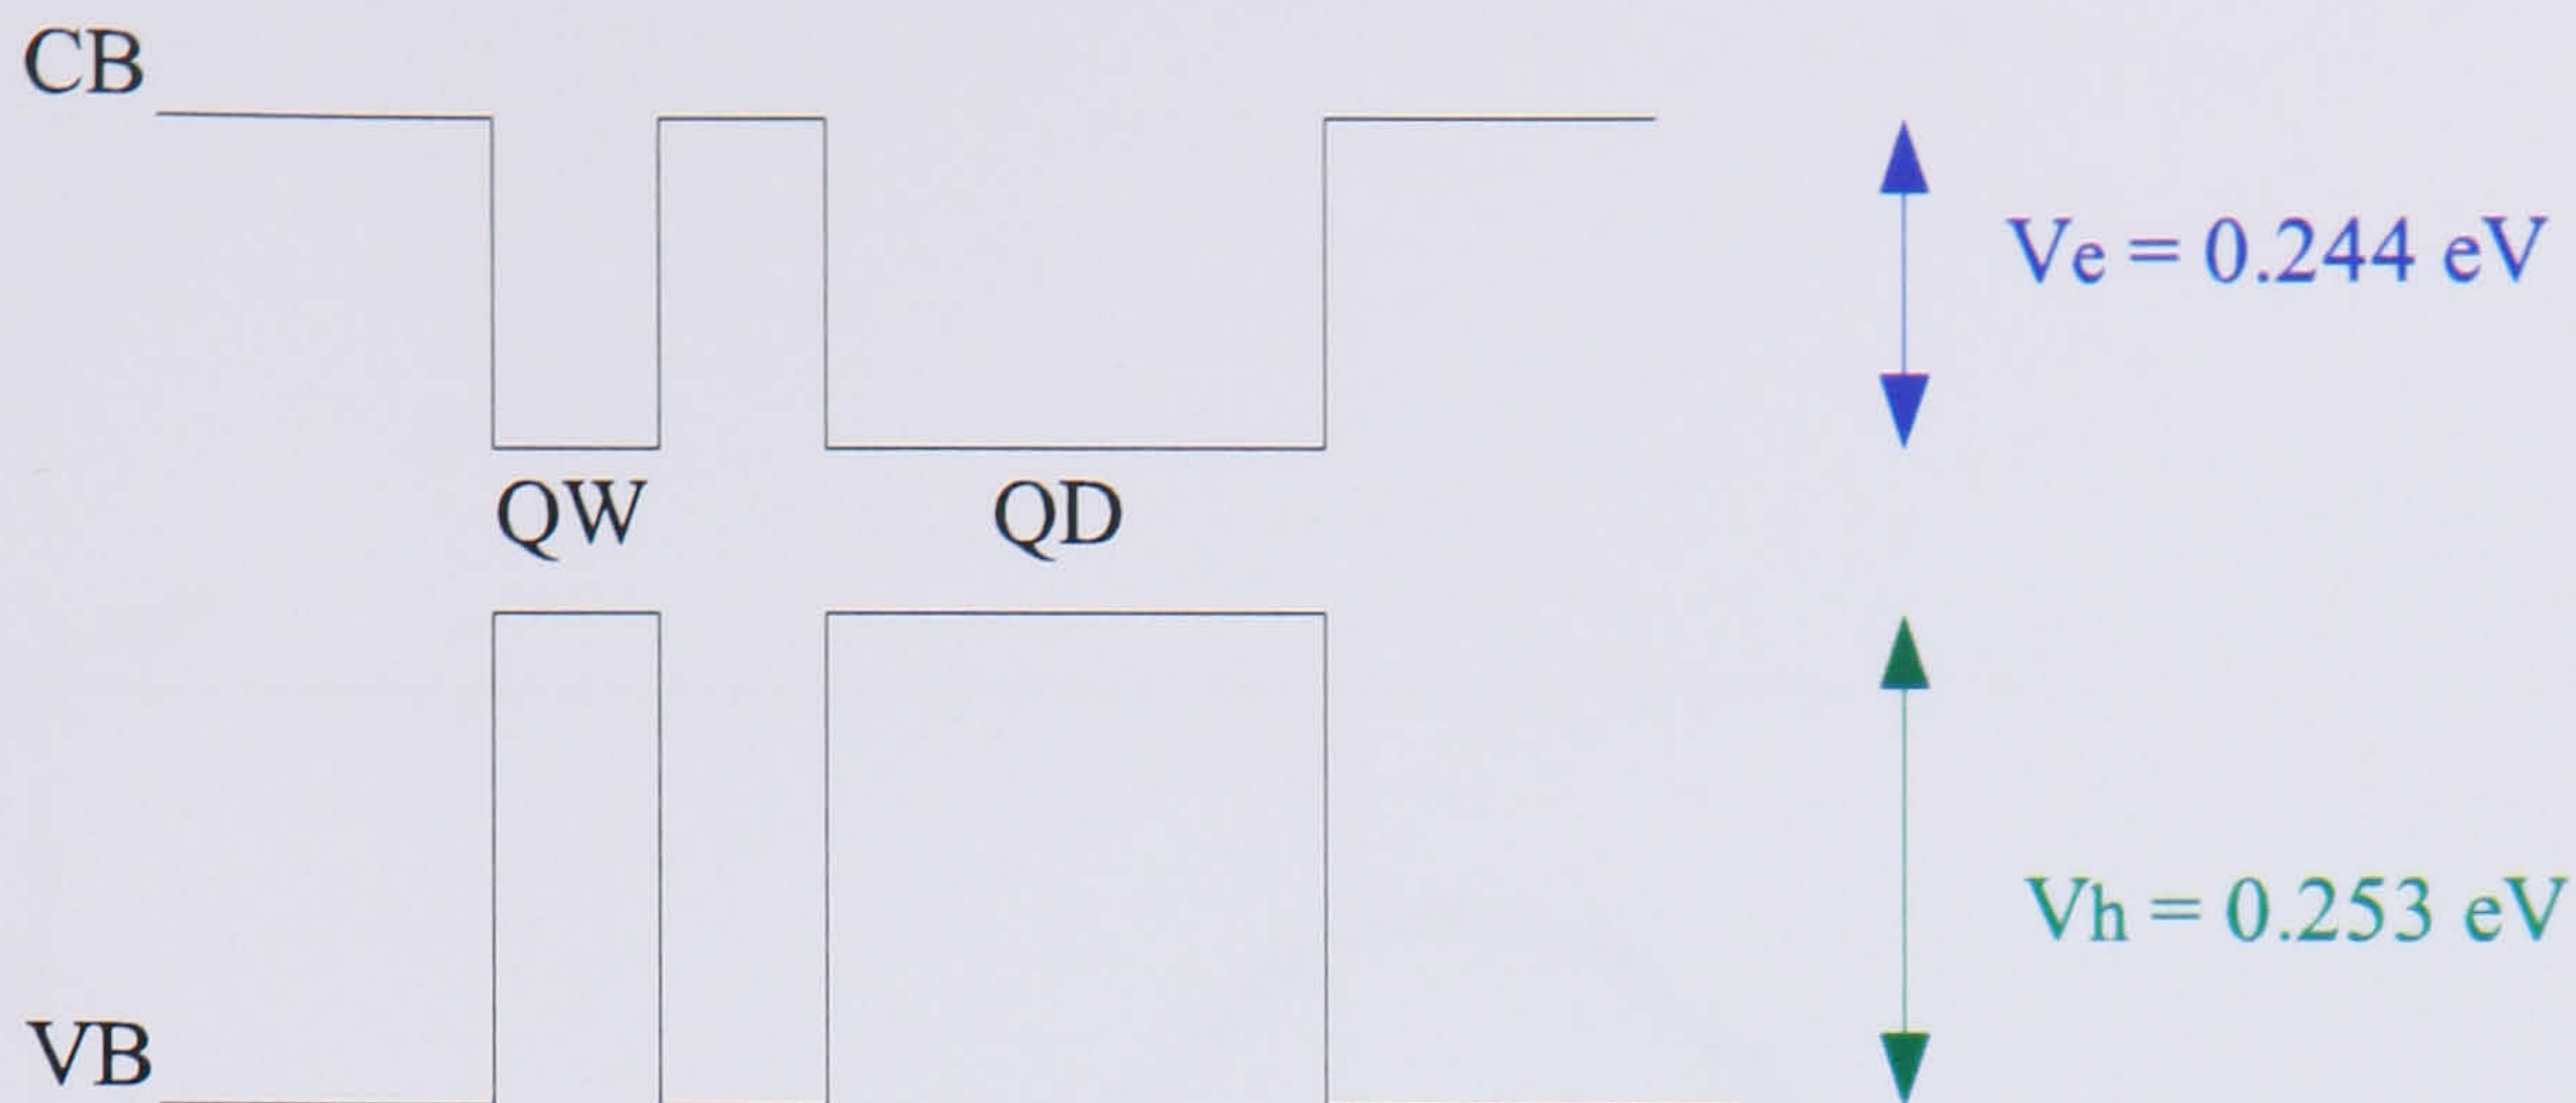 CB
Ve = 0.244 eV
QW
QD
Vh = 0.253 eV
VB